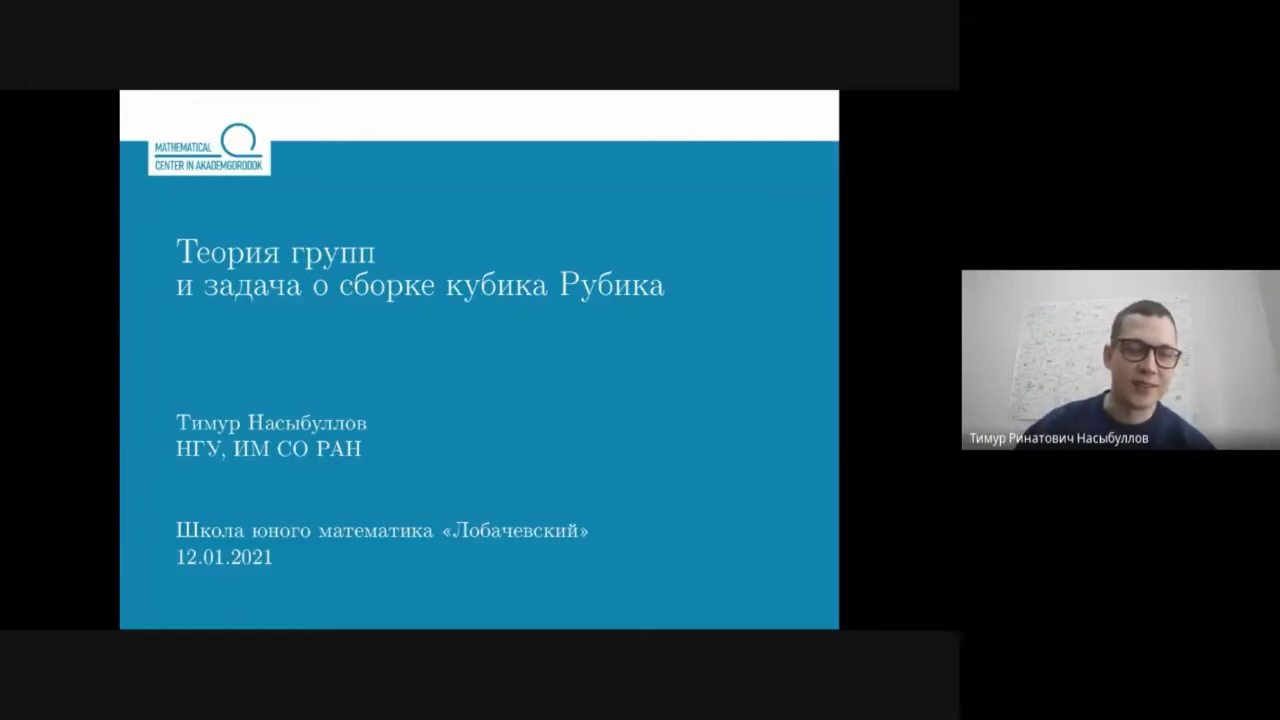 MATHEMATICAL
CENTER IN AKADEMGORODOK
Теория групп
и задача о сборке кубика Рубика
Тимур Насыбуллов
НГУ, ИМ СО РАН
Школа юного математика «Лобачевский»
12.01.2021
Тимур Ринатович Насыбуллов